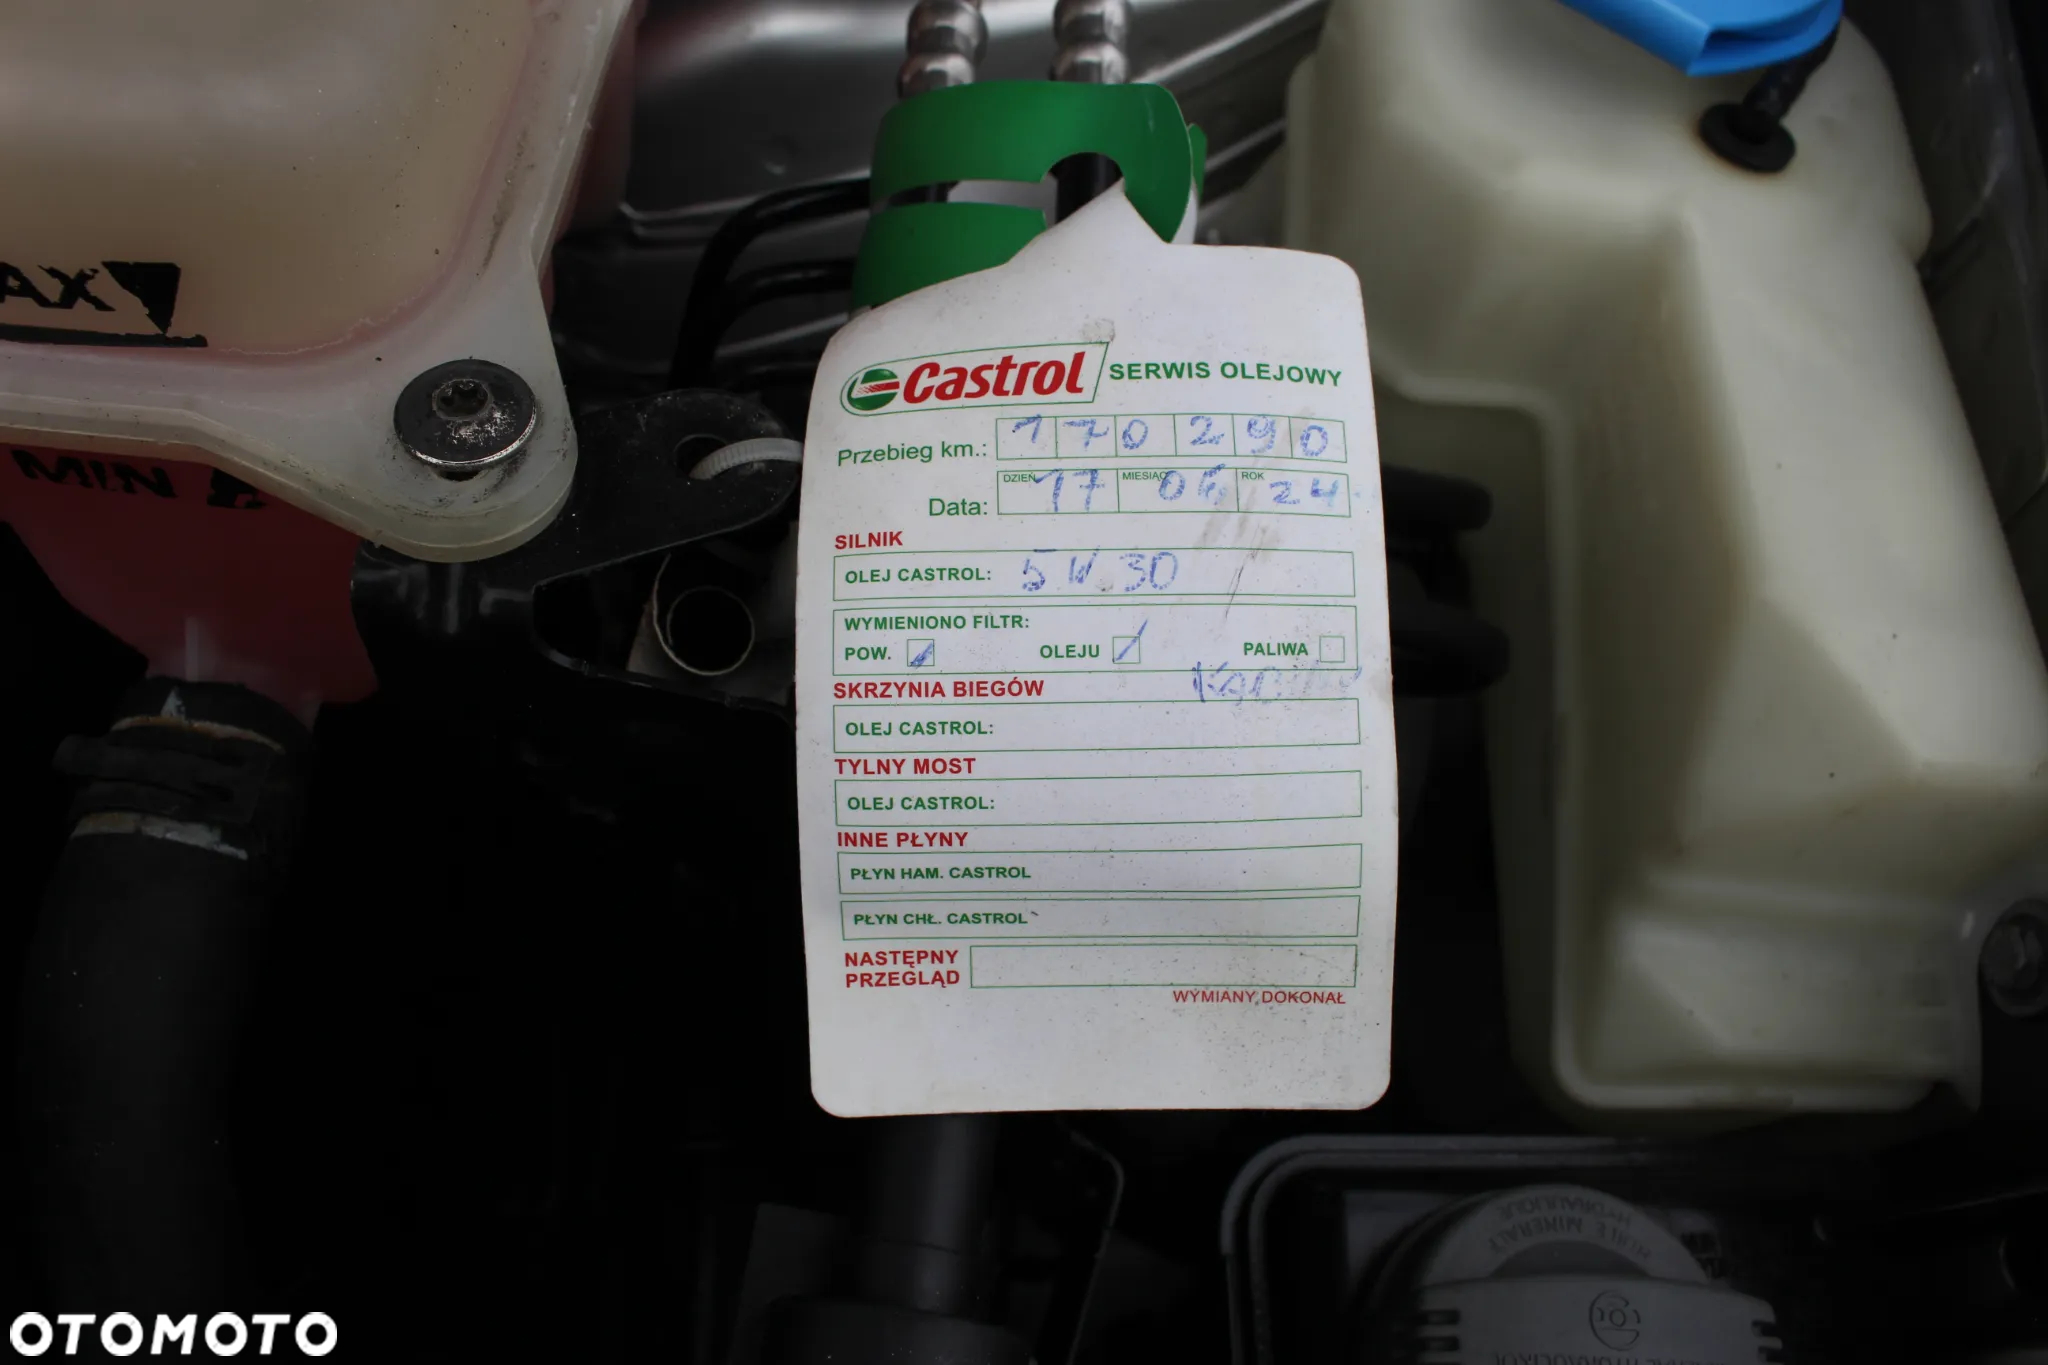 AX
MIN
Castrol SERWIS OLEJOWY
Przebieg km.: 170290
Data: DZIEŃ 17 MIESIĄC 06 ROK 24
SILNIK
OLEJ CASTROL: 5W30
WYMIENIONO FILTR:
POW. OLEJU PALIWA
SKRZYNIA BIEGÓW
OLEJ CASTROL:
TYLNY MOST
OLEJ CASTROL:
INNE PŁYNY
PŁYN HAM. CASTROL
PŁYN CHŁ. CASTROL
NASTĘPNY
PRZEGLĄD
WYMIANY DOKONAŁ
OTOMOTO